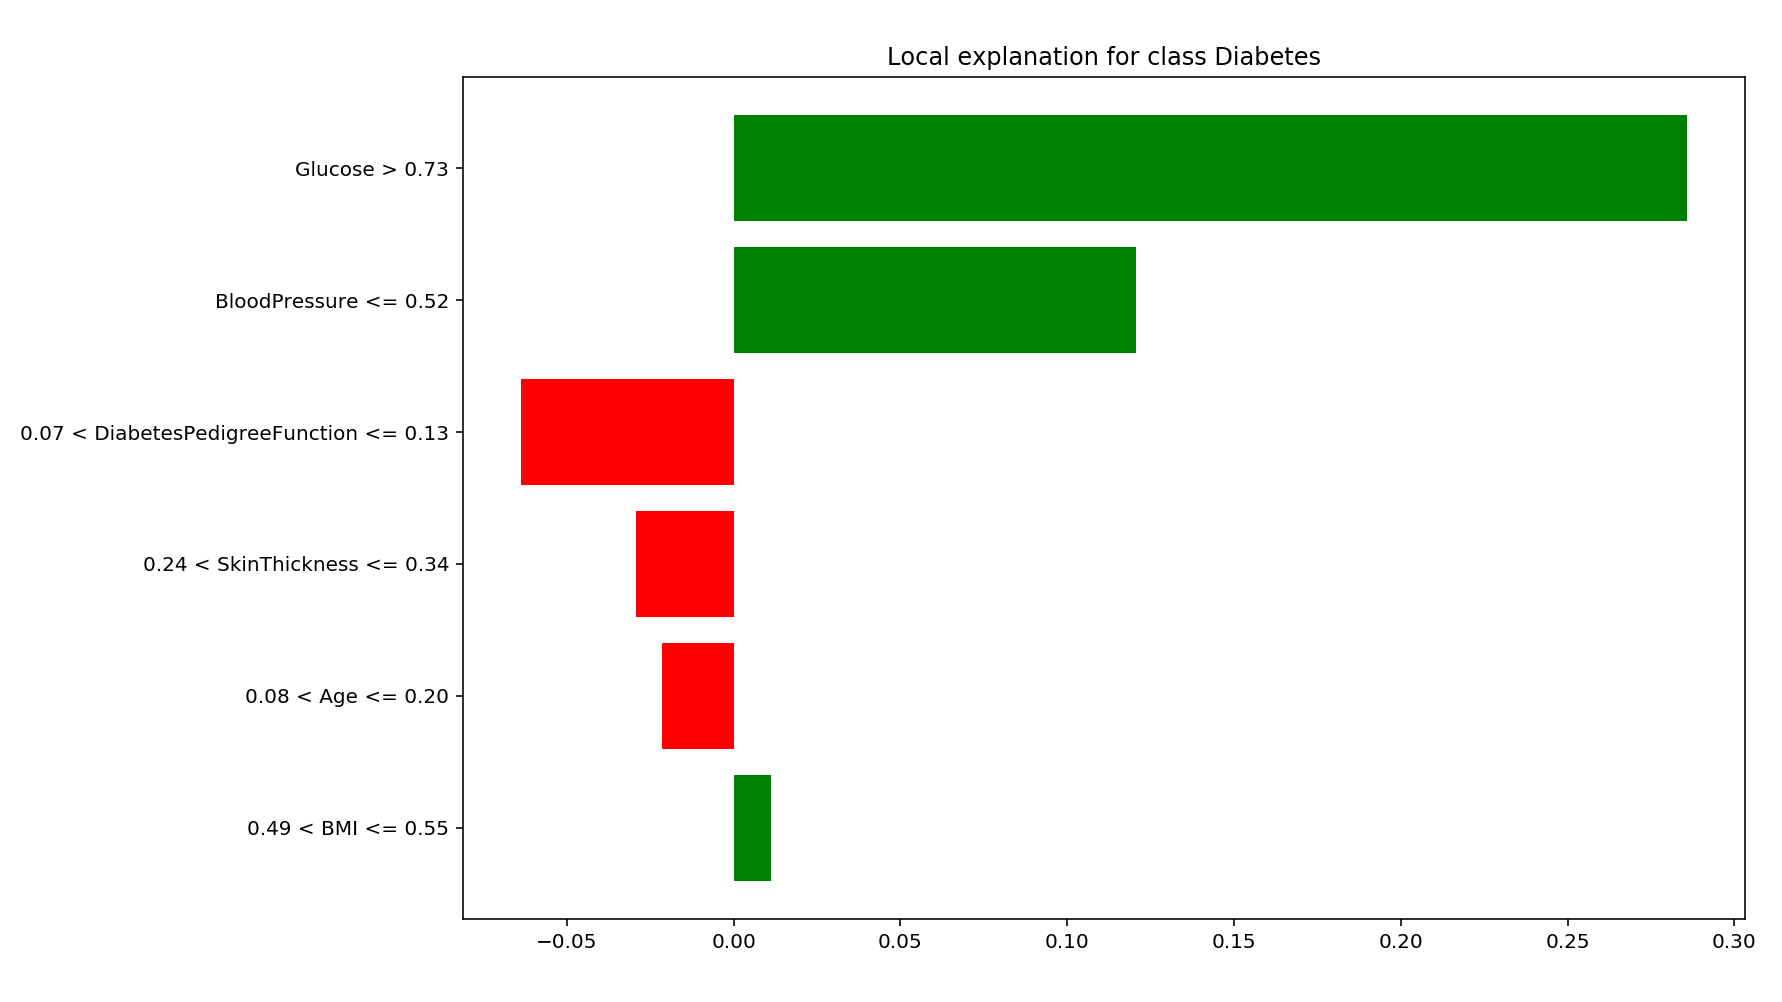 Local explanation for class Diabetes
Glucose > 0.73
BloodPressure <= 0.52
0.07 < DiabetesPedigreeFunction <= 0.13
0.24 < SkinThickness <= 0.34
0.08 < Age <= 0.20
0.49 < BMI <= 0.55
−0.05 0.00 0.05 0.10 0.15 0.20 0.25 0.30